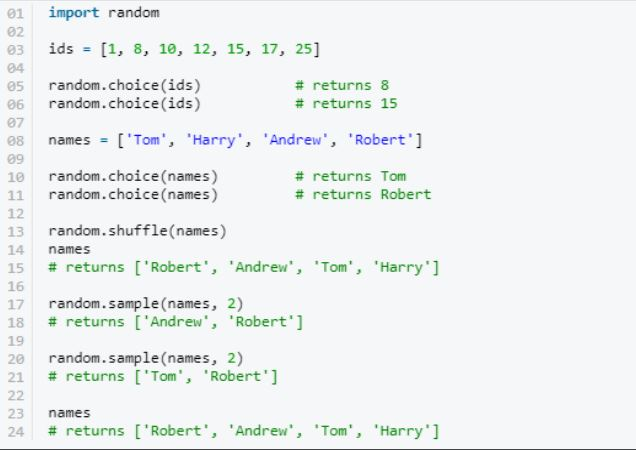 01 import random
02
03 ids = [1, 8, 10, 12, 15, 17, 25]
04
05 random.choice(ids) # returns 8
06 random.choice(ids) # returns 15
07
08 names = ['Tom', 'Harry', 'Andrew', 'Robert']
09
10 random.choice(names) # returns Tom
11 random.choice(names) # returns Robert
12
13 random.shuffle(names)
14 names
15 # returns ['Robert', 'Andrew', 'Tom', 'Harry']
16
17 random.sample(names, 2)
18 # returns ['Andrew', 'Robert']
19
20 random.sample(names, 2)
21 # returns ['Tom', 'Robert']
22
23 names
24 # returns ['Robert', 'Andrew', 'Tom', 'Harry']